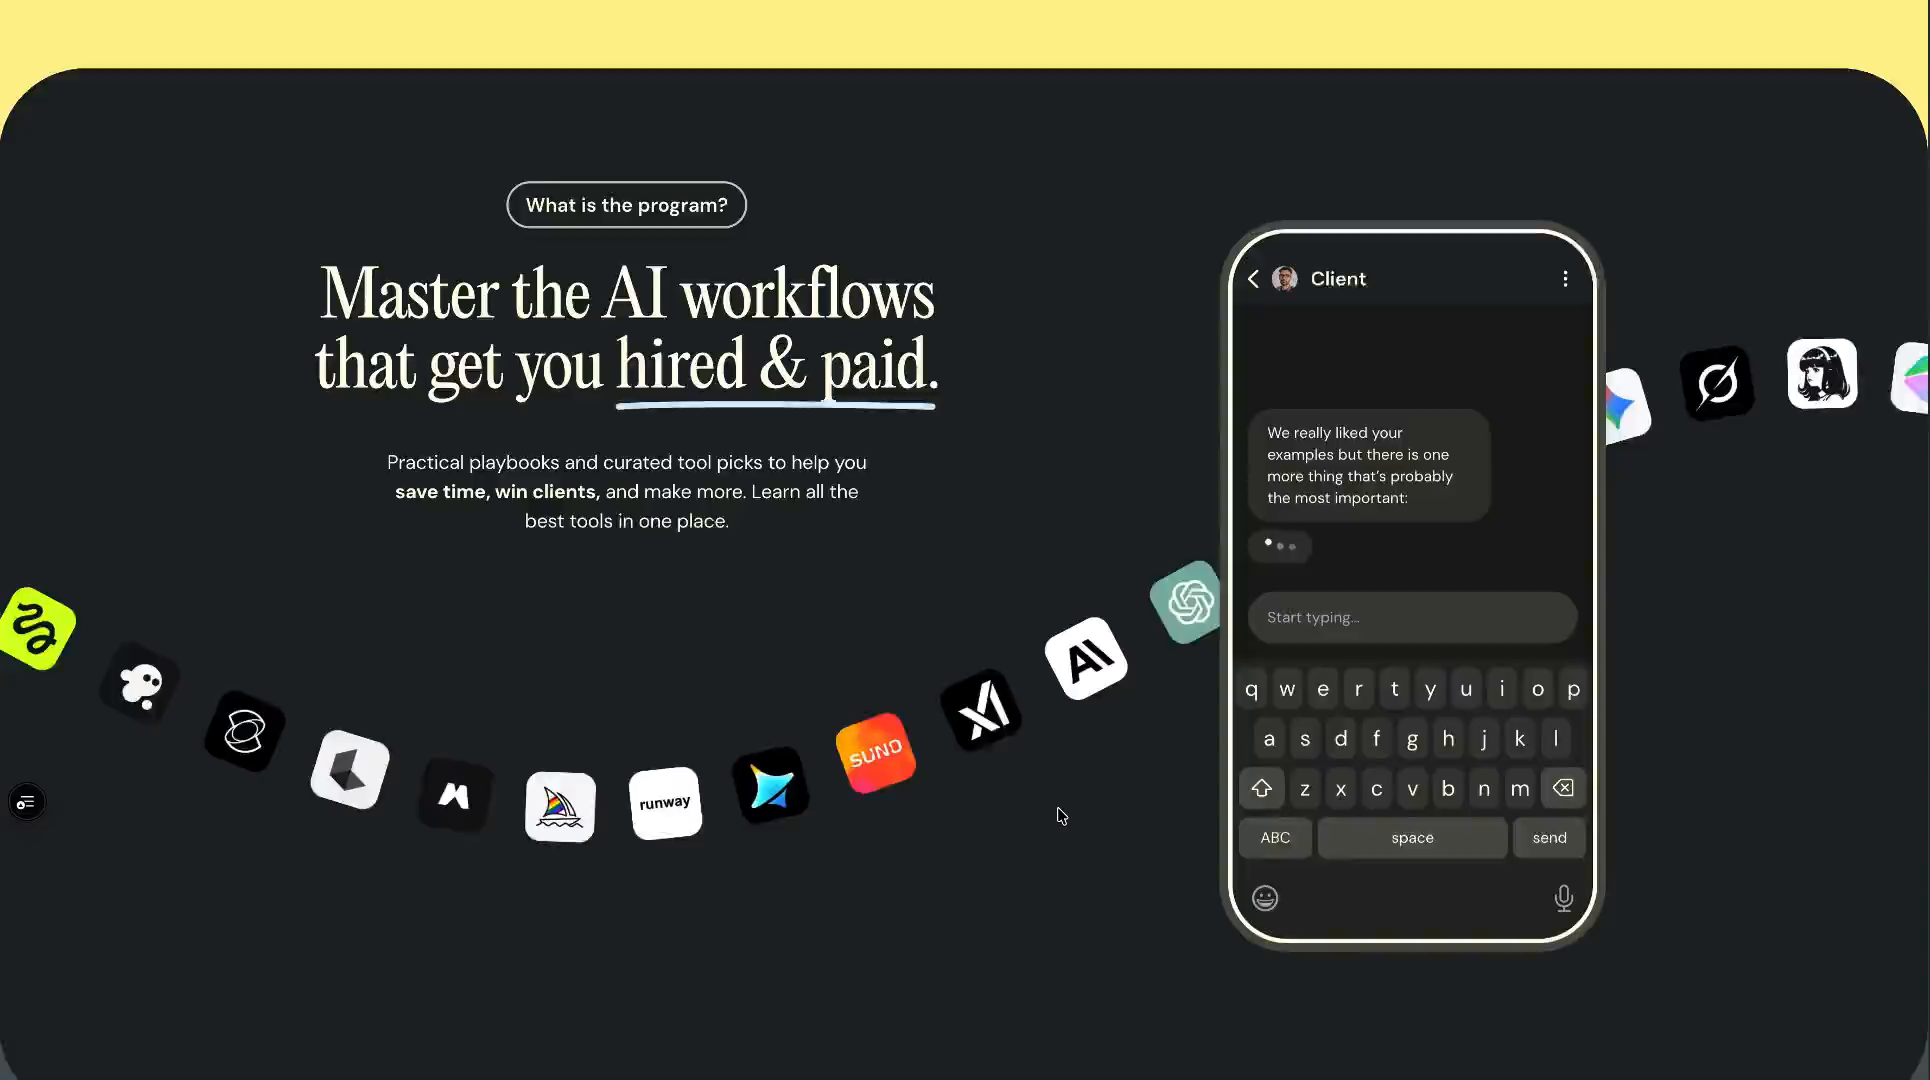 What is the program?
Master the AI workflows
that get you hired & paid.
Practical playbooks and curated tool picks to help you
save time, win clients, and make more. Learn all the
best tools in one place.
Client
We really liked your
examples but there is one
more thing that's probably
the most important:
Start typing...
q w e r t y u i o p
a s d f g h j k l
z x c v b n m
ABC space send
runway
SUNO
AI